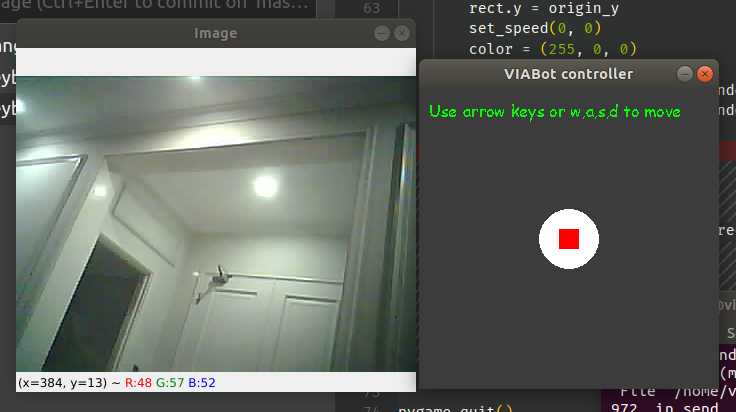 age (Ctrl+Enter to commit on 'mas...
63
rect.y = origin_y
set_speed(0, 0)
color = (255, 0, 0)
Image
VIABot controller
Use arrow keys or w,a,s,d to move
(x=384, y=13) ~ R:48 G:57 B:52
74
pygame.quit()
File "/home/v
972, in send